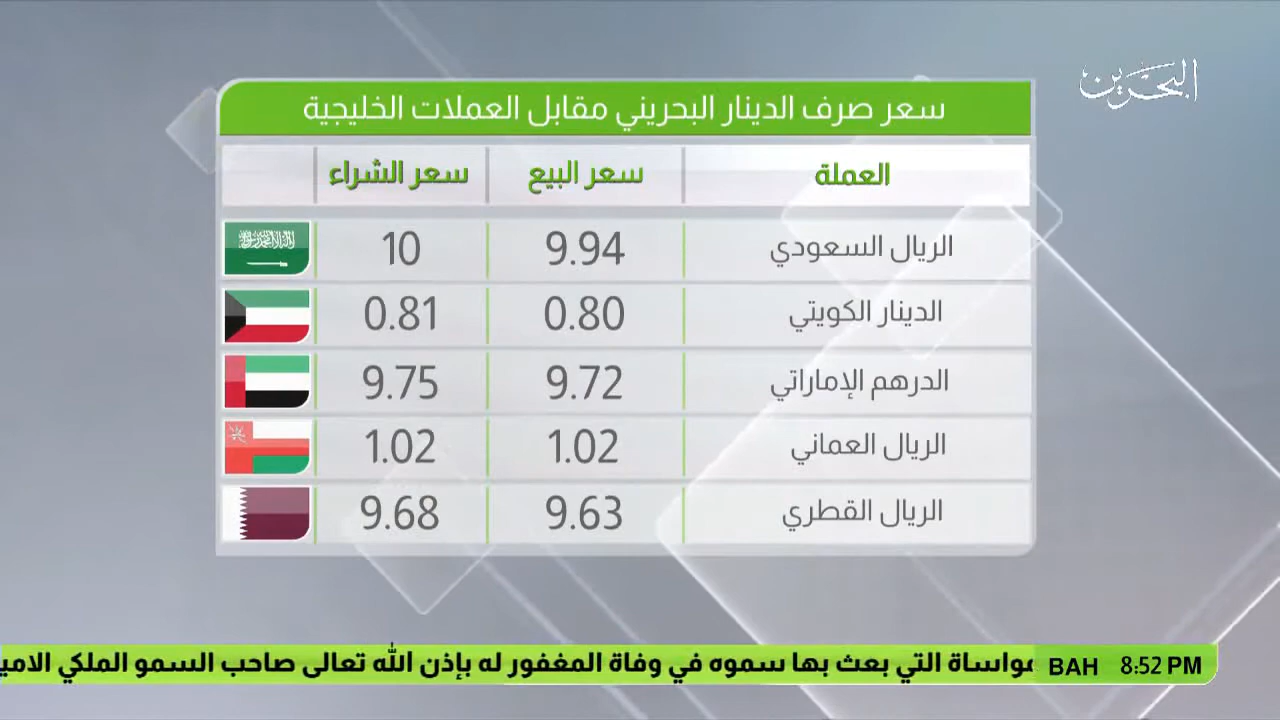 البحرين
سعر صرف الدينار البحريني مقابل العملات الخليجية
العملة سعر البيع سعر الشراء
الريال السعودي 9.94 10
الدينار الكويتي 0.80 0.81
الدرهم الإماراتي 9.72 9.75
الريال العماني 1.02 1.02
الريال القطري 9.63 9.68
BAH 8:52 PM
مواساة التي بعث بها سموه في وفاة المغفور له بإذن الله تعالى صاحب السمو الملكي